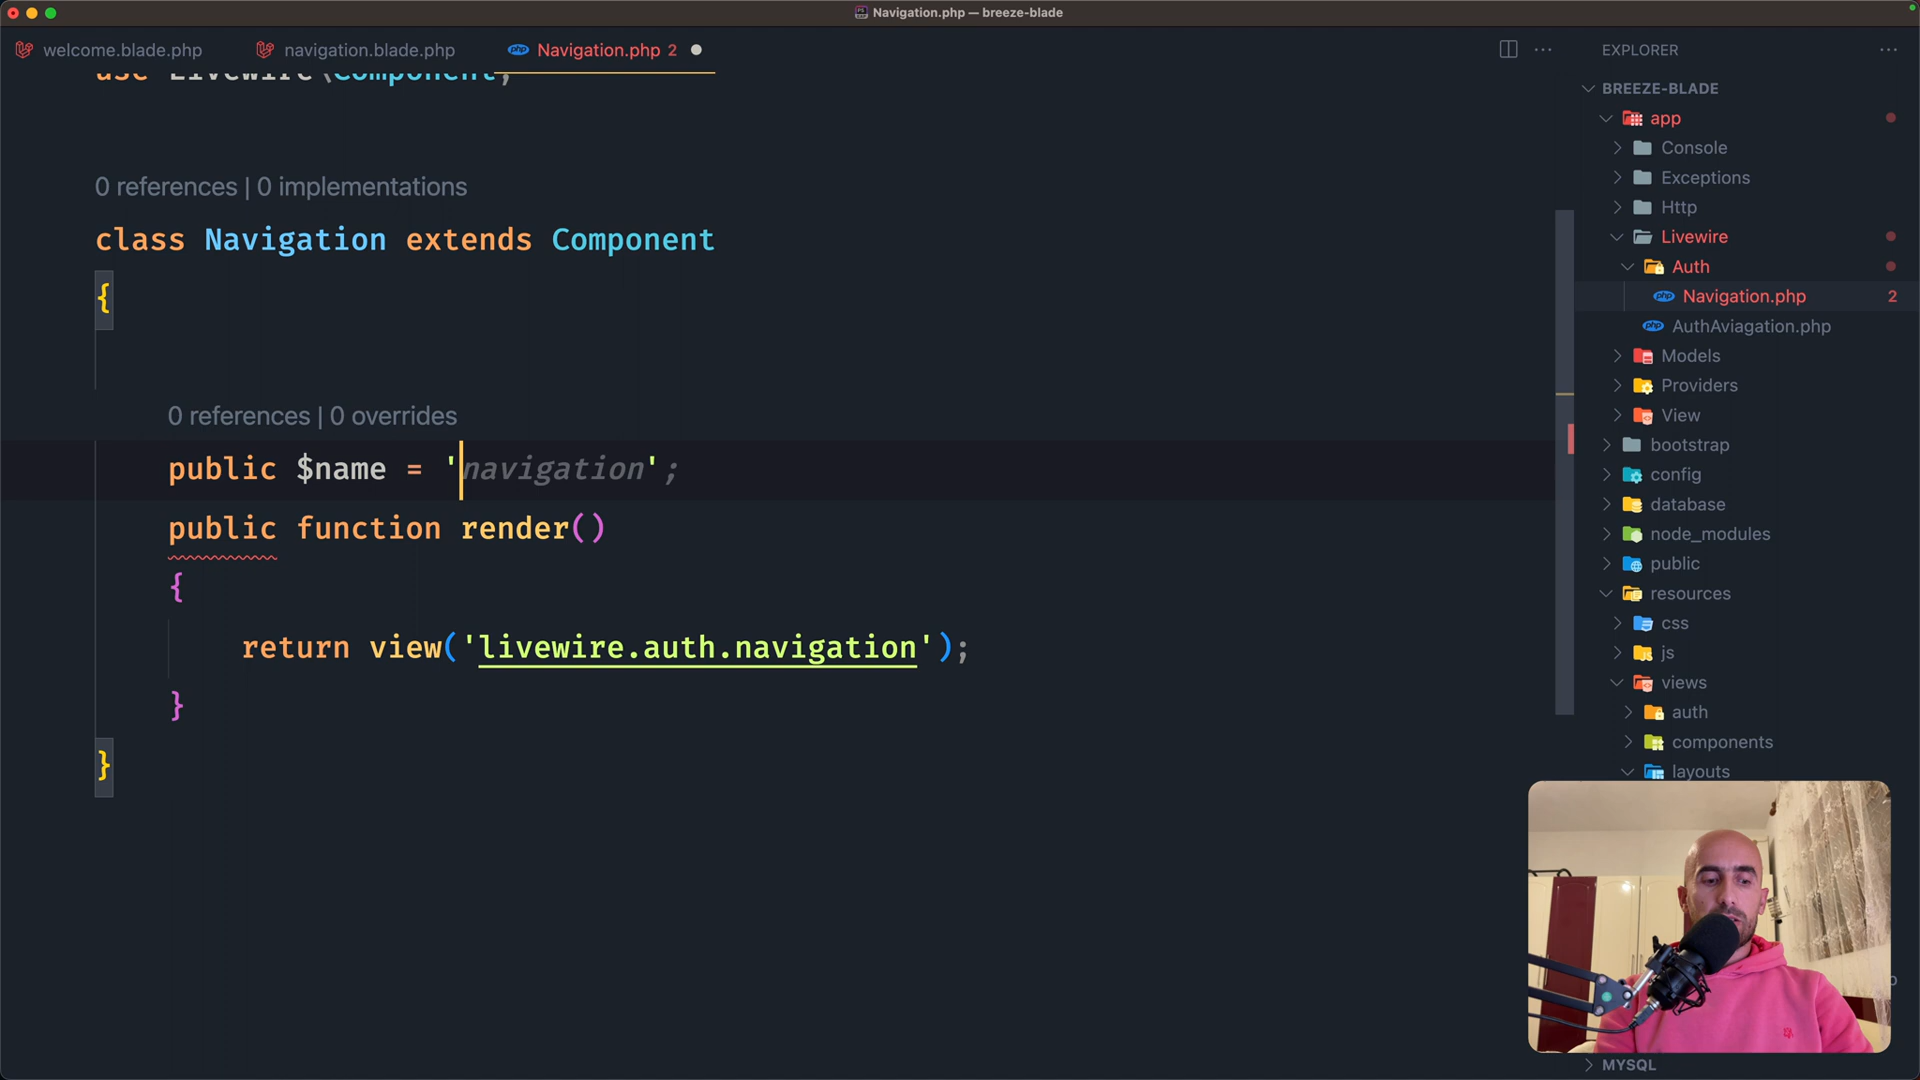 Navigation.php — breeze-blade
welcome.blade.php
navigation.blade.php
Navigation.php 2
use Livewire\Component;
0 references | 0 implementations
class Navigation extends Component
{
0 references | 0 overrides
public $name = 'navigation';
public function render()
{
return view('livewire.auth.navigation');
}
}
EXPLORER
BREEZE-BLADE
app
Console
Exceptions
Http
Livewire
Auth
Navigation.php 2
AuthAviagation.php
Models
Providers
View
bootstrap
config
database
node_modules
public
resources
css
js
views
auth
components
layouts
MYSQL